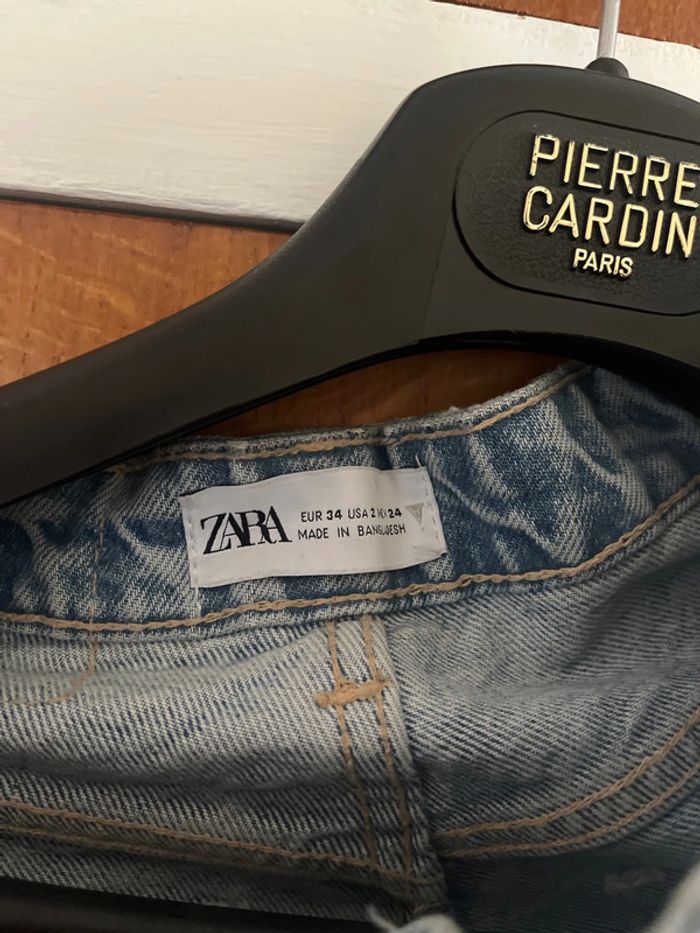 PIERRE
CARDIN
PARIS
ZARA
EUR 34 USA 2 MEX 24
MADE IN BANGLADESH